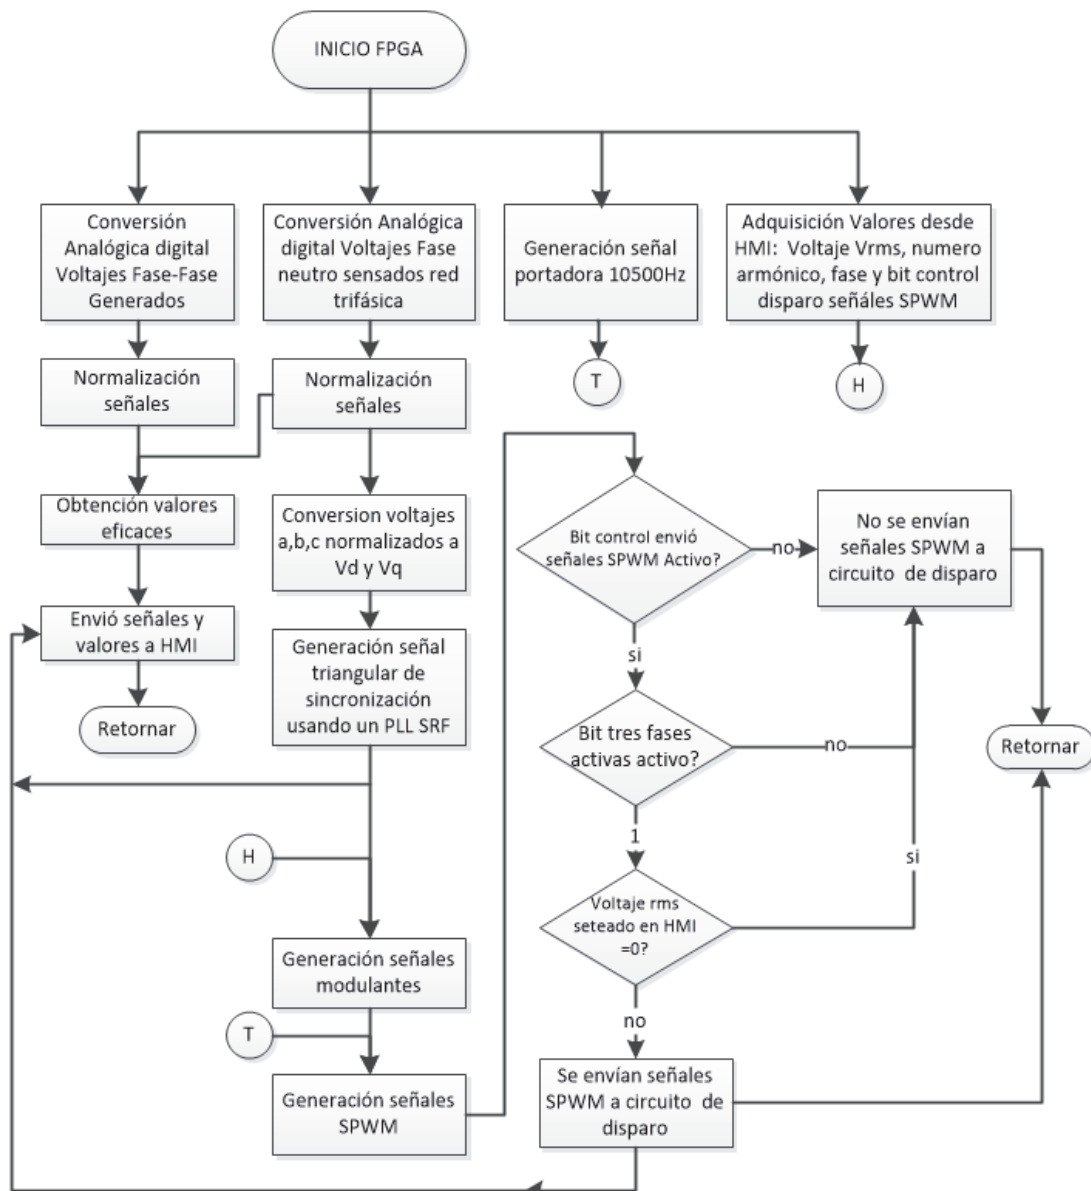 INICIO FPGA
Conversión
Analógica digital
Voltajes Fase-Fase
Generados
Conversión Analógica
digital Voltajes Fase
neutro sensados red
trifásica
Generación señal
portadora 10500Hz
Adquisición Valores desde
HMI:  Voltaje Vrms, numero
armónico, fase y bit control
disparo señáles SPWM
Normalización
señales
Normalización
señales
T
H
Obtención valores
eficaces
Conversion voltajes
a,b,c normalizados a
Vd y Vq
Bit control envió
señales SPWM Activo?
no
No se envían
señales SPWM a
circuito  de disparo
Envió señales y
valores a HMI
Generación señal
triangular de
sincronización
usando un PLL SRF
si
Retornar
Bit tres fases
activas activo?
no
Retornar
1
H
si
Voltaje rms
seteado en HMI
=0?
Generación señales
modulantes
no
T
Generación señales
SPWM
Se envían señales
SPWM a circuito  de
disparo